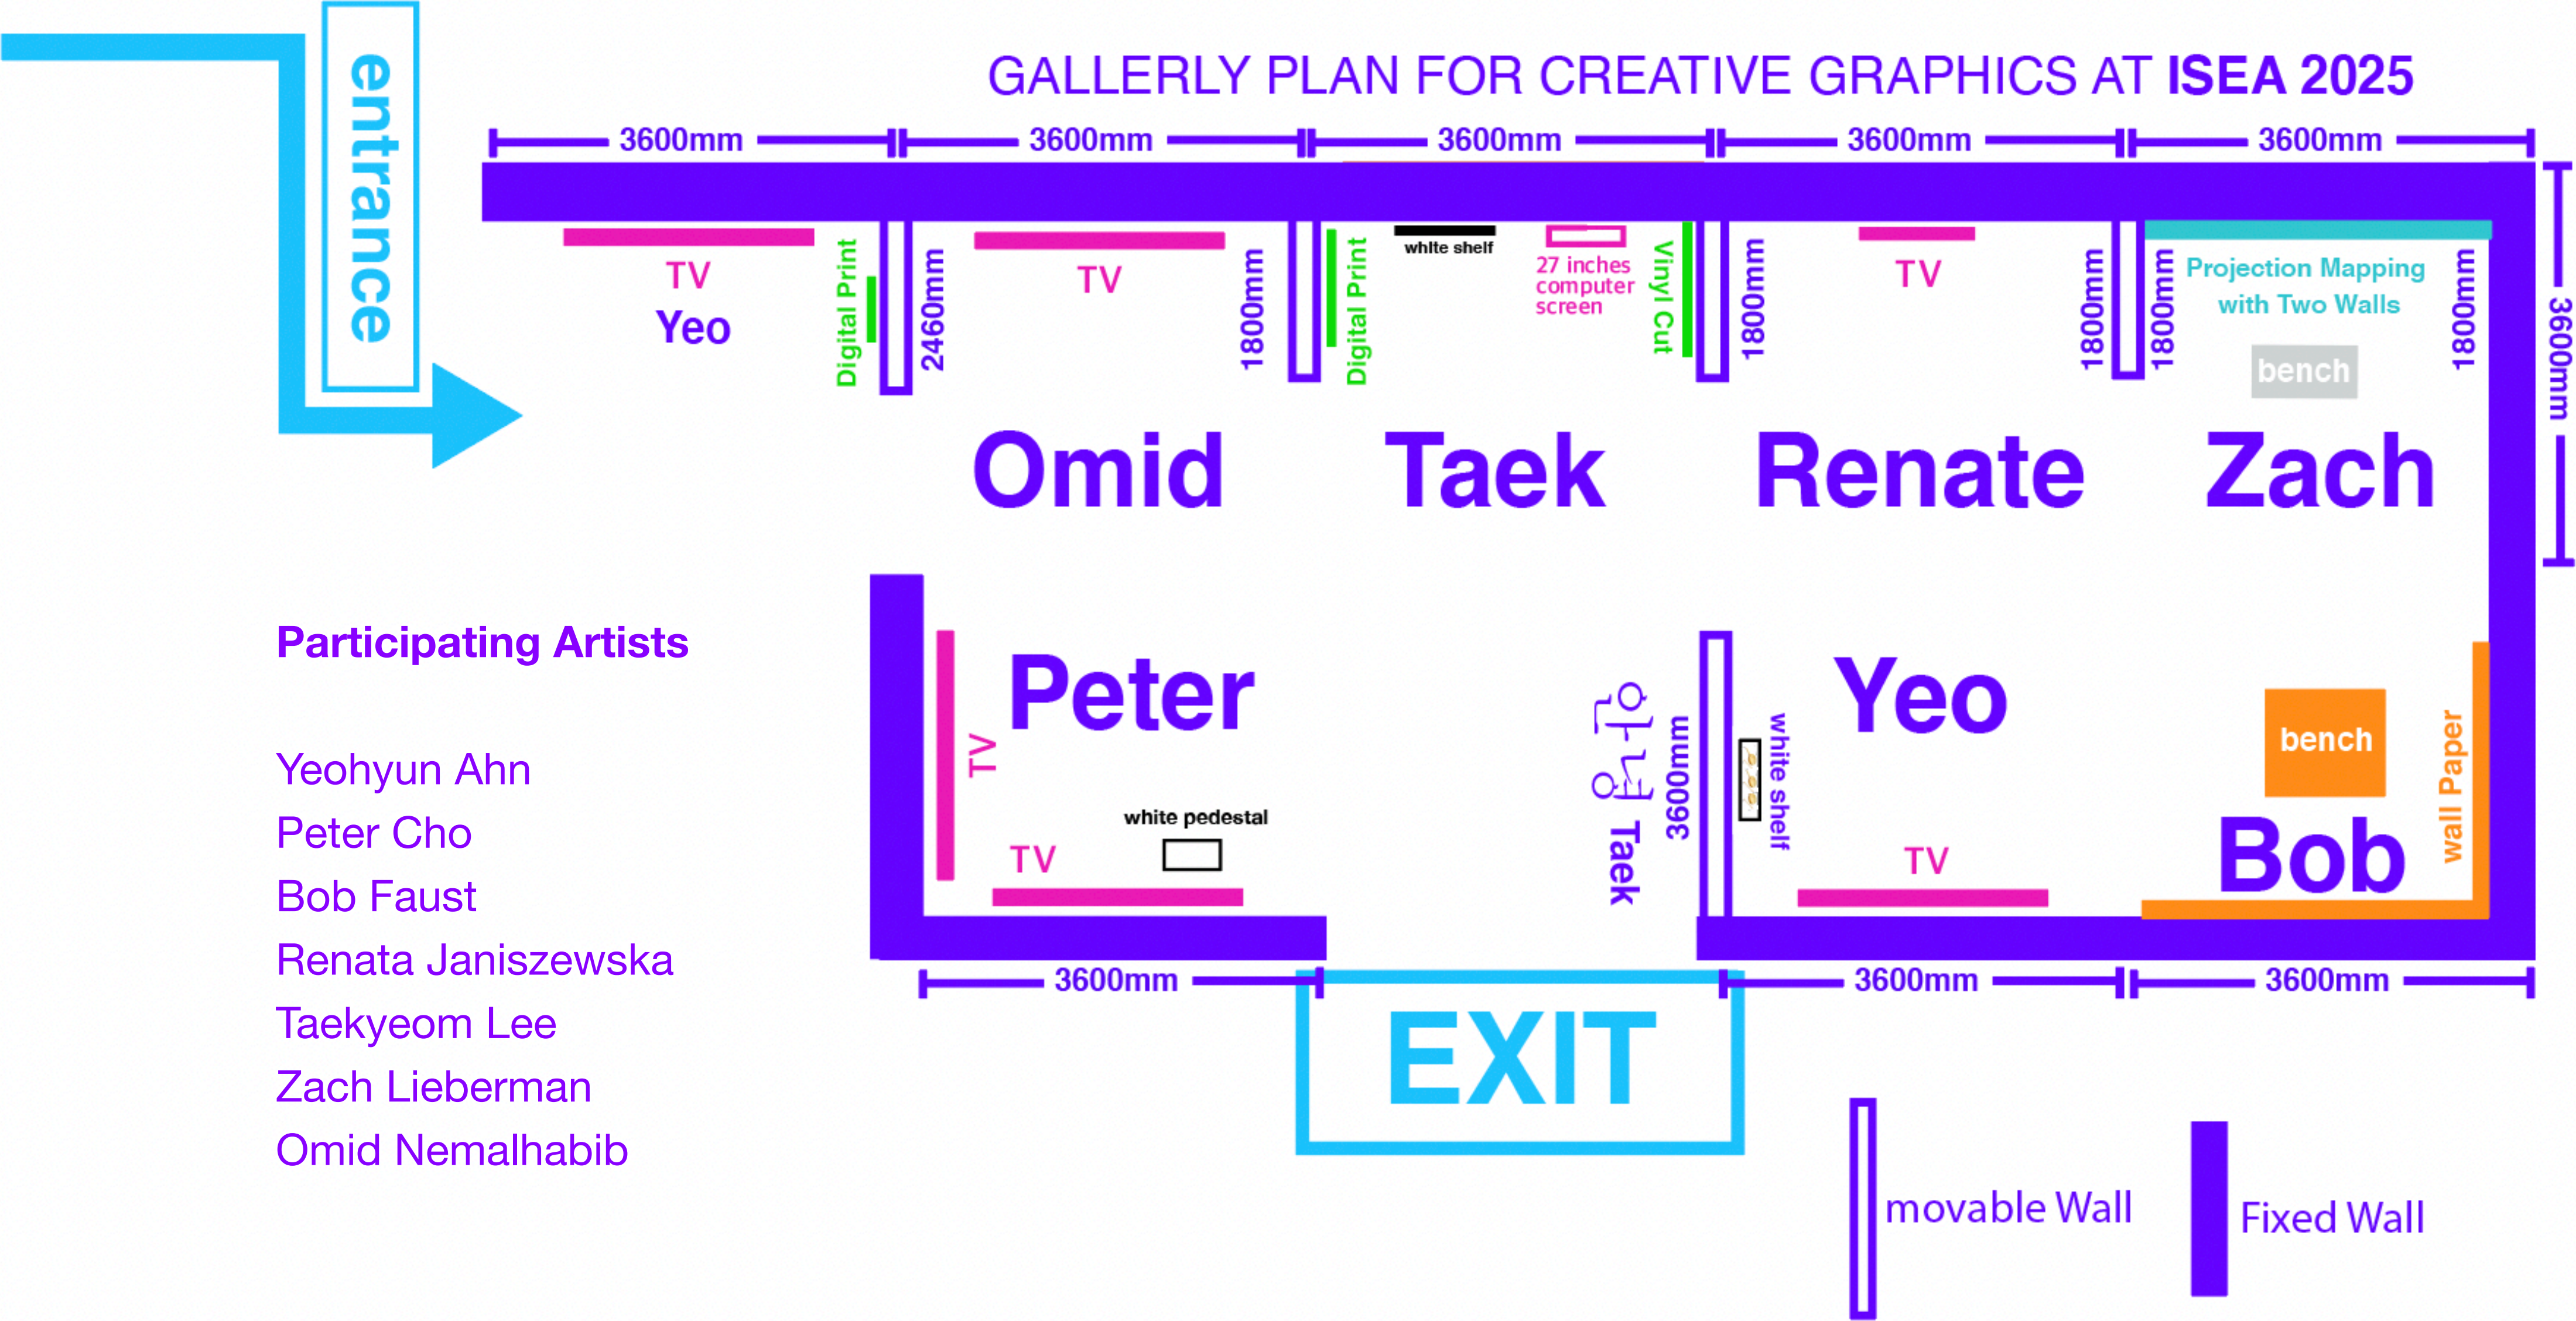 entrance
GALLERLY PLAN FOR CREATIVE GRAPHICS AT ISEA 2025
3600mm
3600mm
3600mm
3600mm
3600mm
3600mm
TV
Yeo
Digital Print
2460mm
TV
1800mm
Digital Print
white shelf
27 inches
computer
screen
Vinyl Cut
1800mm
TV
1800mm
1800mm
Projection Mapping
with Two Walls
bench
1800mm
Omid
Taek
Renate
Zach
Participating Artists
Yeohyun Ahn
Peter Cho
Bob Faust
Renata Janiszewska
Taekyeom Lee
Zach Lieberman
Omid Nemalhabib
TV
Peter
white pedestal
TV
안녕
Taek
3600mm
white shelf
Yeo
TV
bench
Bob
wall Paper
3600mm
3600mm
3600mm
EXIT
movable Wall
Fixed Wall